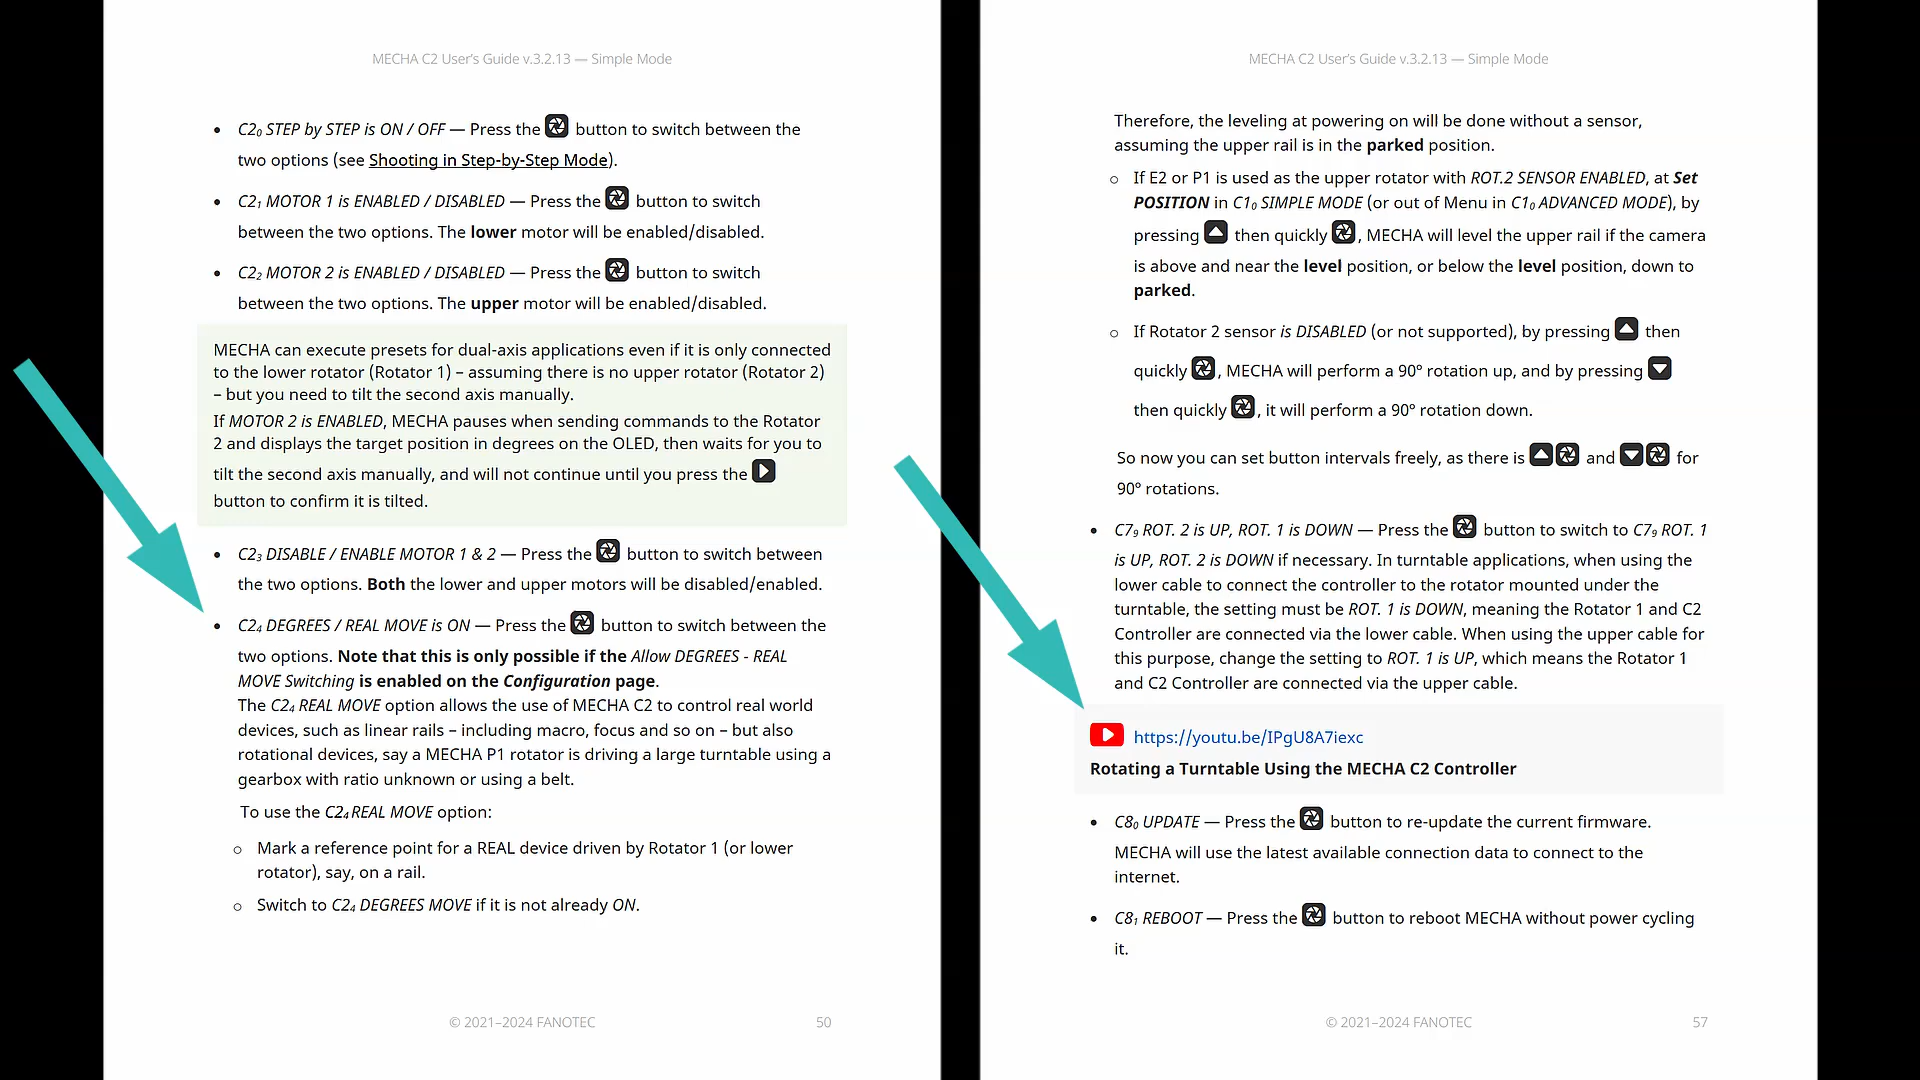 MECHA C2 User's Guide v.3.2.13 — Simple Mode
• C2₀ STEP by STEP is ON / OFF — Press the button to switch between the
two options (see Shooting in Step-by-Step Mode).
• C2₁ MOTOR 1 is ENABLED / DISABLED — Press the button to switch
between the two options. The lower motor will be enabled/disabled.
• C2₂ MOTOR 2 is ENABLED / DISABLED — Press the button to switch
between the two options. The upper motor will be enabled/disabled.
MECHA can execute presets for dual-axis applications even if it is only connected
to the lower rotator (Rotator 1) – assuming there is no upper rotator (Rotator 2)
– but you need to tilt the second axis manually.
If MOTOR 2 is ENABLED, MECHA pauses when sending commands to the Rotator
2 and displays the target position in degrees on the OLED, then waits for you to
tilt the second axis manually, and will not continue until you press the
button to confirm it is tilted.
• C2₃ DISABLE / ENABLE MOTOR 1 & 2 — Press the button to switch between
the two options. Both the lower and upper motors will be disabled/enabled.
• C2₄ DEGREES / REAL MOVE is ON — Press the button to switch between the
two options. Note that this is only possible if the Allow DEGREES - REAL
MOVE Switching is enabled on the Configuration page.
The C2₄ REAL MOVE option allows the use of MECHA C2 to control real world
devices, such as linear rails – including macro, focus and so on – but also
rotational devices, say a MECHA P1 rotator is driving a large turntable using a
gearbox with ratio unknown or using a belt.
To use the C2₄ REAL MOVE option:
○ Mark a reference point for a REAL device driven by Rotator 1 (or lower
rotator), say, on a rail.
○ Switch to C2₄ DEGREES MOVE if it is not already ON.
© 2021–2024 FANOTEC 50
MECHA C2 User's Guide v.3.2.13 — Simple Mode
Therefore, the leveling at powering on will be done without a sensor,
assuming the upper rail is in the parked position.
○ If E2 or P1 is used as the upper rotator with ROT.2 SENSOR ENABLED, at Set
POSITION in C1₀ SIMPLE MODE (or out of Menu in C1₀ ADVANCED MODE), by
pressing then quickly , MECHA will level the upper rail if the camera
is above and near the level position, or below the level position, down to
parked.
○ If Rotator 2 sensor is DISABLED (or not supported), by pressing then
quickly , MECHA will perform a 90º rotation up, and by pressing
then quickly , it will perform a 90º rotation down.
So now you can set button intervals freely, as there is and for
90º rotations.
• C7₉ ROT. 2 is UP, ROT. 1 is DOWN — Press the button to switch to C7₉ ROT. 1
is UP, ROT. 2 is DOWN if necessary. In turntable applications, when using the
lower cable to connect the controller to the rotator mounted under the
turntable, the setting must be ROT. 1 is DOWN, meaning the Rotator 1 and C2
Controller are connected via the lower cable. When using the upper cable for
this purpose, change the setting to ROT. 1 is UP, which means the Rotator 1
and C2 Controller are connected via the upper cable.
https://youtu.be/IPgU8A7iexc
Rotating a Turntable Using the MECHA C2 Controller
• C8₀ UPDATE — Press the button to re-update the current firmware.
MECHA will use the latest available connection data to connect to the
internet.
• C8₁ REBOOT — Press the button to reboot MECHA without power cycling
it.
© 2021–2024 FANOTEC 57